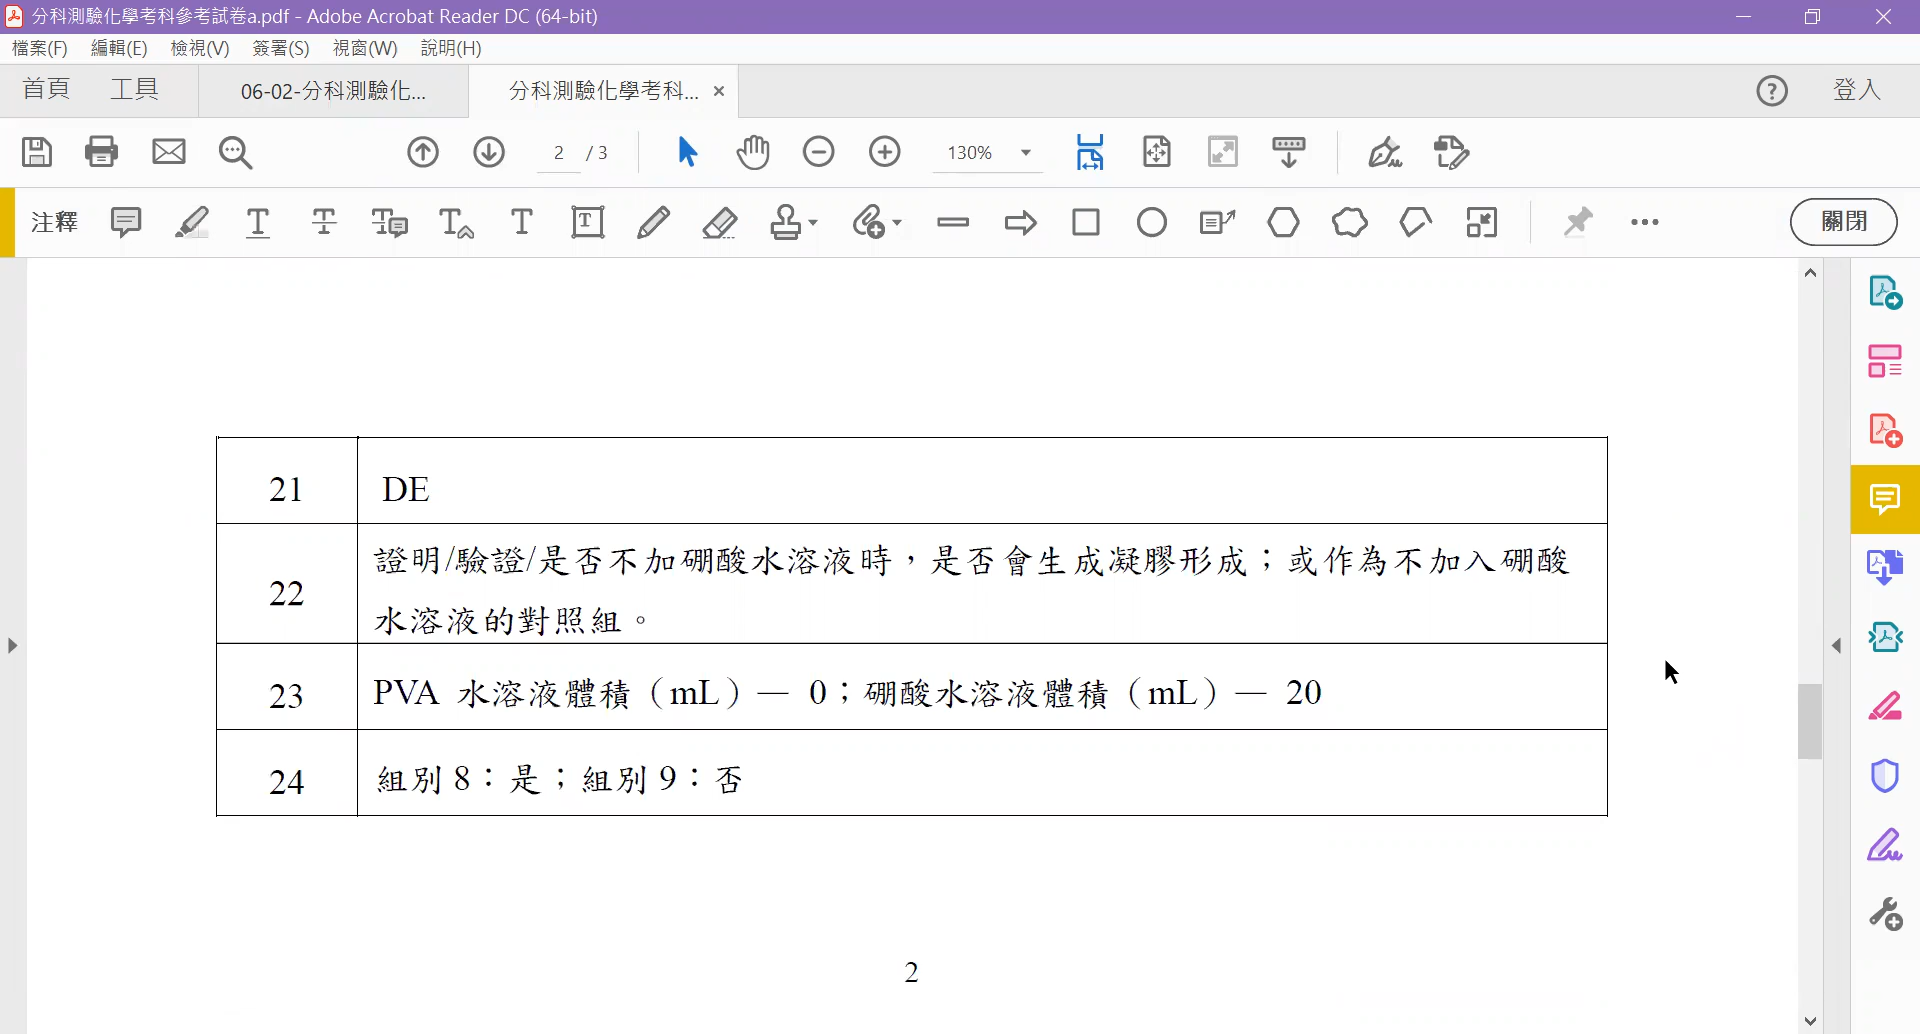 分科測驗化學考科參考試卷a.pdf - Adobe Acrobat Reader DC (64-bit)
檔案(F) 編輯(E) 檢視(V) 簽署(S) 視窗(W) 說明(H)
首頁 工具 06-02-分科測驗化... 分科測驗化學考科... × 登入
2 / 3 130%
注釋 關閉
21 DE
22 證明/驗證/是否不加硼酸水溶液時，是否會生成凝膠形成；或作為不加入硼酸
水溶液的對照組。
23 PVA 水溶液體積（mL）— 0；硼酸水溶液體積（mL）— 20
24 組別 8：是；組別 9：否
2